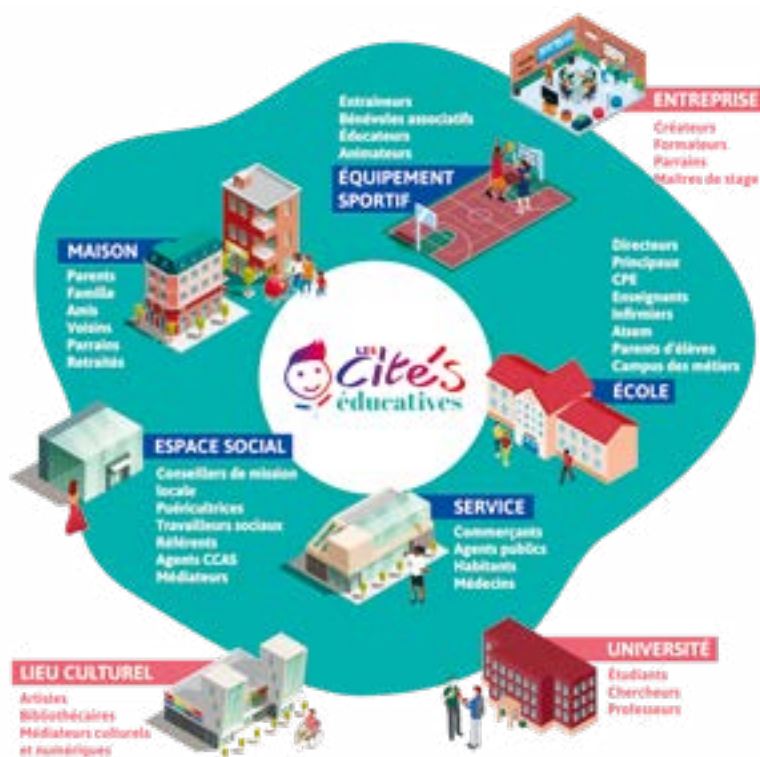 ENTREPRISE
Créateurs
Formateurs
Parrains
Maîtres de stage
Entraineurs
Bénévoles associatifs
Éducateurs
Animateurs
ÉQUIPEMENT
SPORTIF
MAISON
Parents
Famille
Amis
Voisins
Parrains
Retraités
Directeurs
Principaux
CPE
Enseignants
Infirmiers
Atsem
Parents d'élèves
Campus des métiers
ÉCOLE
LES
Cités
éducatives
ESPACE SOCIAL
Conseillers de mission
locale
Puéricultrices
Travailleurs sociaux
Référents
Agents CCAS
Médiateurs
SERVICE
Commerçants
Agents publics
Habitants
Médecins
LIEU CULTUREL
Artistes
Bibliothécaires
Médiateurs culturels
et numériques
UNIVERSITÉ
Étudiants
Chercheurs
Professeurs